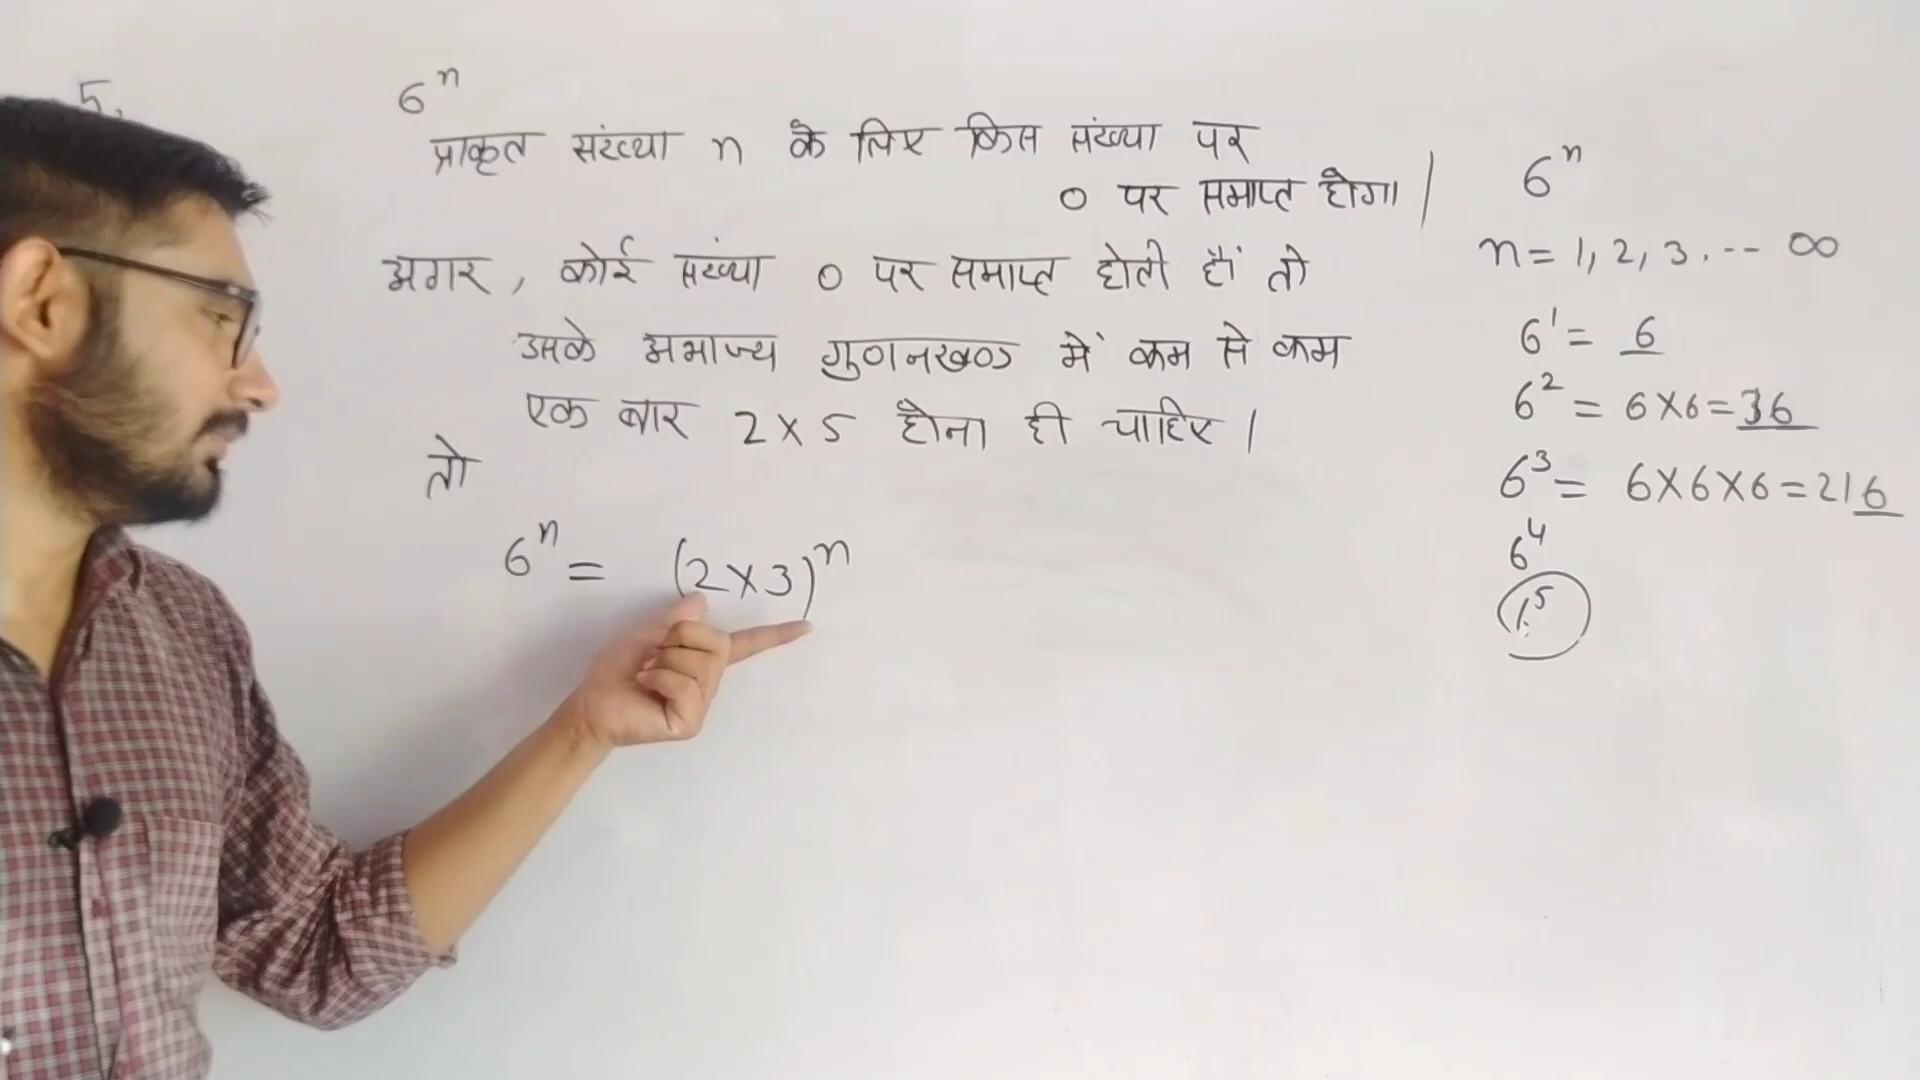 5.
6ⁿ
प्राकृत संख्या n के लिए किस संख्या पर
0 पर समाप्त होगा।
अगर, कोई संख्या 0 पर समाप्त होती हैं तो
उसके अभाज्य गुणनखण्ड में कम से कम
एक बार 2 × 5 होना ही चाहिए।
तो
6ⁿ = (2×3)ⁿ
6ⁿ
n = 1, 2, 3, -- ∞
6¹ = 6
6² = 6×6 = 36
6³ = 6×6×6 = 216
6⁴